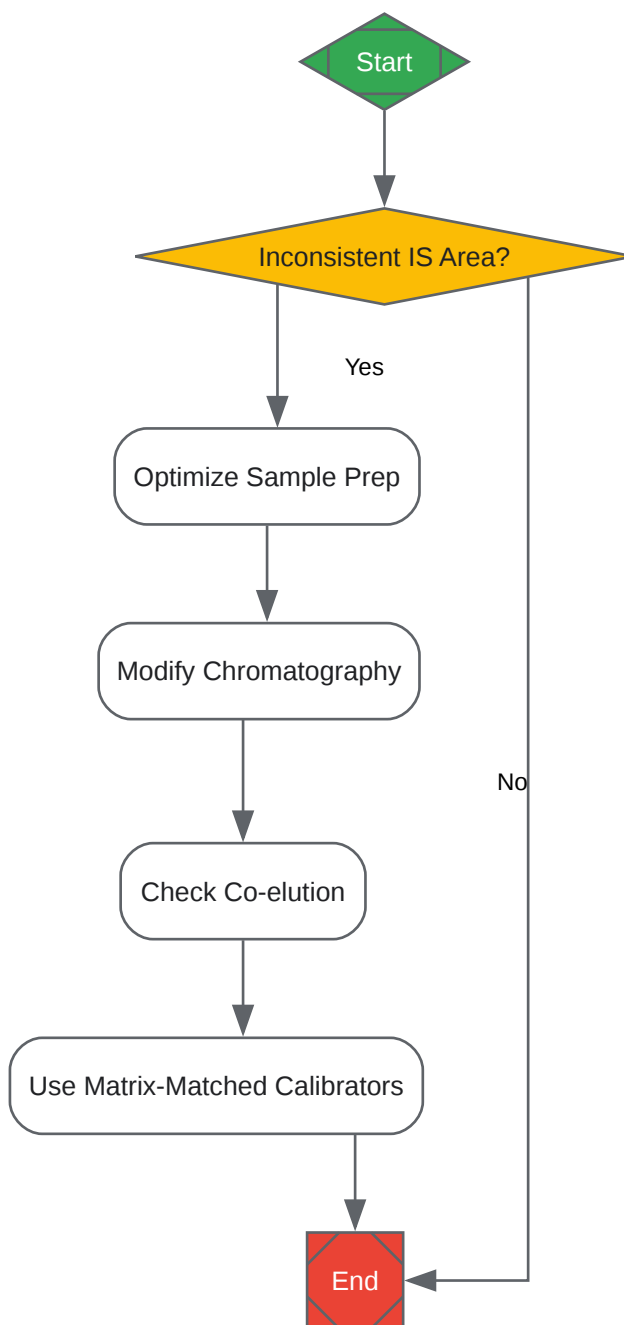 Start
Inconsistent IS Area?
Yes
Optimize Sample Prep
Modify Chromatography
No
Check Co-elution
Use Matrix-Matched Calibrators
End